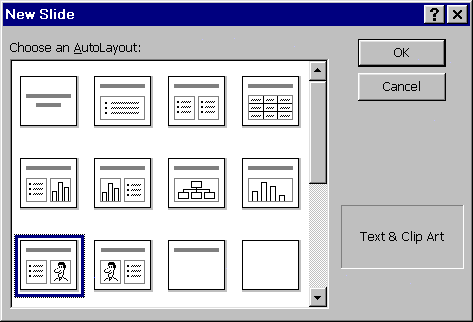 New Slide
Choose an AutoLayout:
OK
Cancel
Text & Clip Art